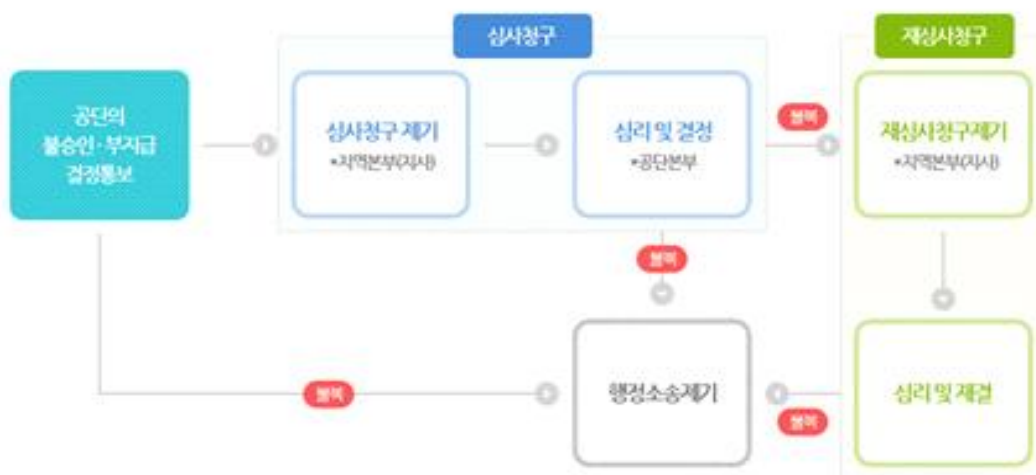 심사청구
재심사청구
공단의
불승인·부지급
결정통보
심사청구 제기
*지역본부(지사)
심리 및 결정
*공단본부
불복
재심사청구제기
*지역본부(지사)
불복
불복
행정소송제기
불복
심리 및 재결